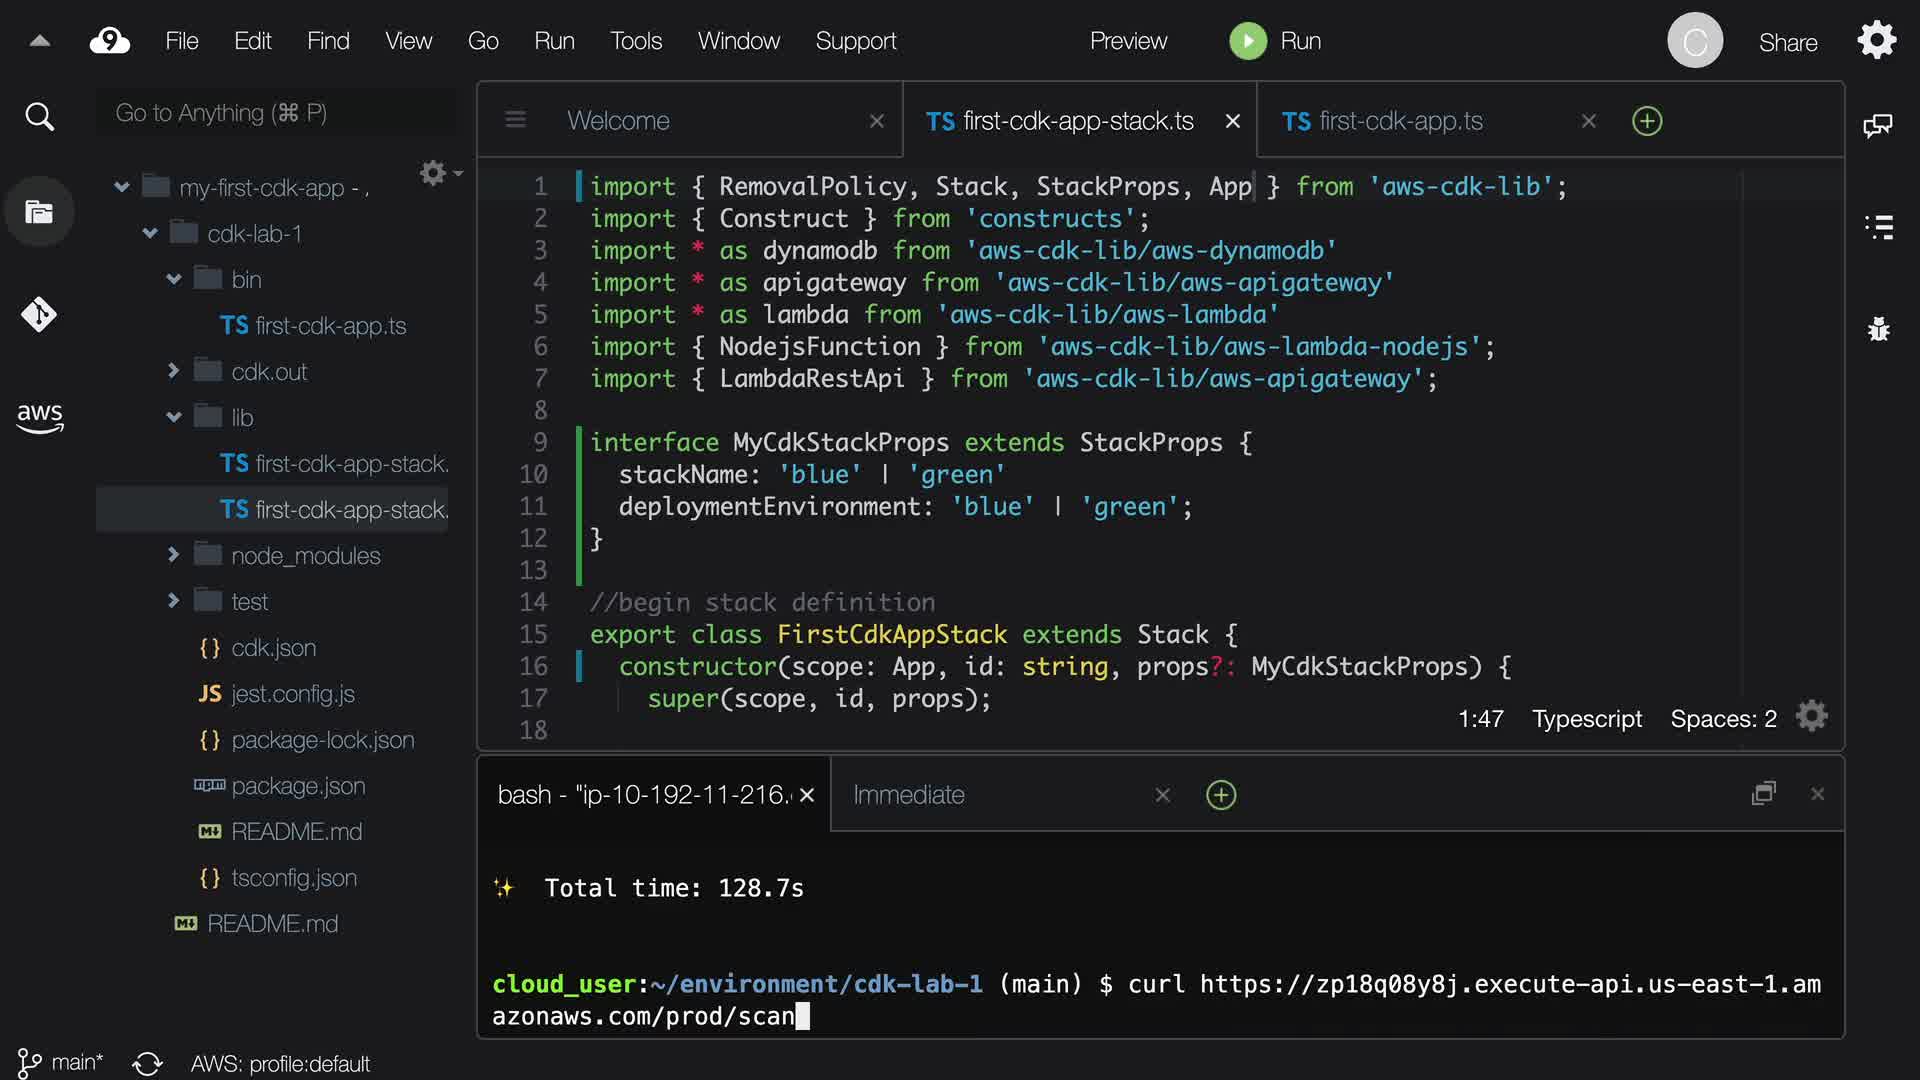 9 File Edit Find View Go Run Tools Window Support Preview Run C Share
Go to Anything (⌘ P)
Welcome
TS first-cdk-app-stack.ts
TS first-cdk-app.ts
my-first-cdk-app - ,
cdk-lab-1
bin
TS first-cdk-app.ts
cdk.out
lib
TS first-cdk-app-stack.
TS first-cdk-app-stack.
node_modules
test
{} cdk.json
JS jest.config.js
{} package-lock.json
npm package.json
M↓ README.md
{} tsconfig.json
M↓ README.md
aws
1 import { RemovalPolicy, Stack, StackProps, App } from 'aws-cdk-lib';
2 import { Construct } from 'constructs';
3 import * as dynamodb from 'aws-cdk-lib/aws-dynamodb'
4 import * as apigateway from 'aws-cdk-lib/aws-apigateway'
5 import * as lambda from 'aws-cdk-lib/aws-lambda'
6 import { NodejsFunction } from 'aws-cdk-lib/aws-lambda-nodejs';
7 import { LambdaRestApi } from 'aws-cdk-lib/aws-apigateway';
8
9 interface MyCdkStackProps extends StackProps {
10 stackName: 'blue' | 'green'
11 deploymentEnvironment: 'blue' | 'green';
12 }
13
14 //begin stack definition
15 export class FirstCdkAppStack extends Stack {
16 constructor(scope: App, id: string, props?: MyCdkStackProps) {
17 super(scope, id, props);
18
1:47 Typescript Spaces: 2
bash - "ip-10-192-11-216.
Immediate
✨ Total time: 128.7s
cloud_user:~/environment/cdk-lab-1 (main) $ curl https://zp18q08y8j.execute-api.us-east-1.am
azonaws.com/prod/scan
main* AWS: profile:default